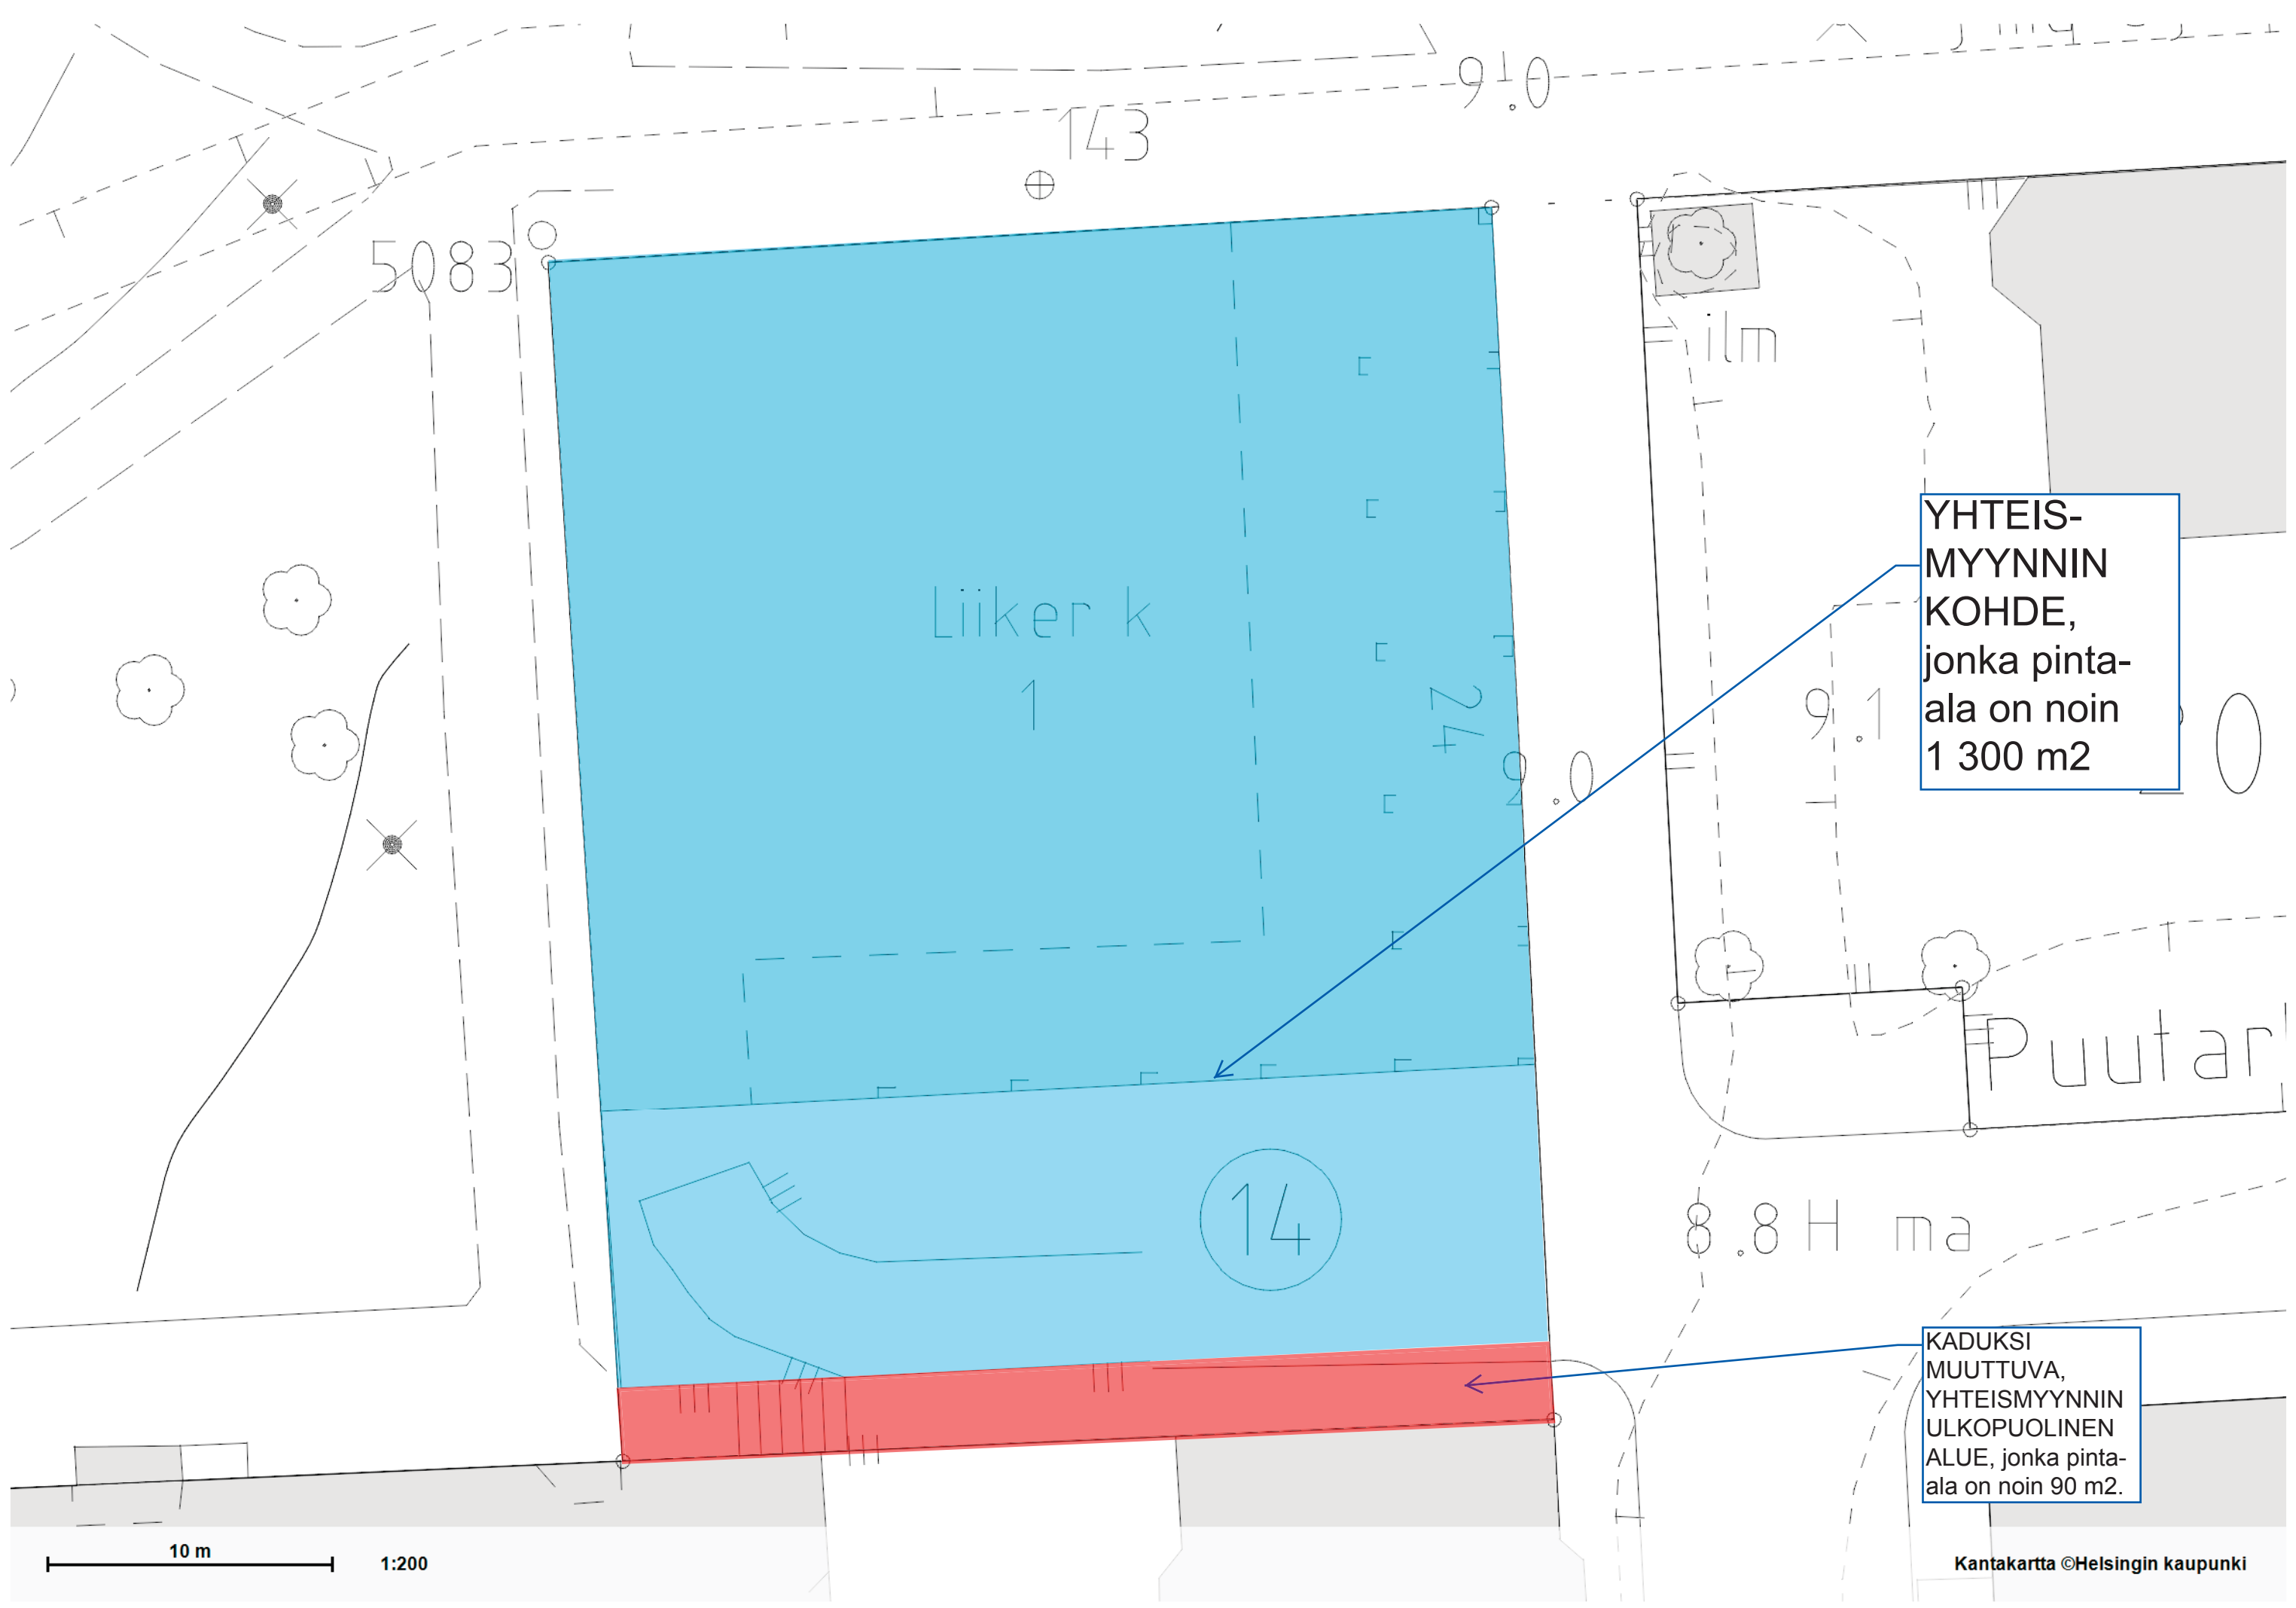 9.0
143
5083
ilm
Liiker k
1
24
9.0
9.1
YHTEIS-
MYYNNIN
KOHDE,
jonka pinta-
ala on noin
1 300 m2
14
8.8 H ma
KADUKSI
MUUTTUVA,
YHTEISMYYNNIN
ULKOPUOLINEN
ALUE, jonka pinta-
ala on noin 90 m2.
10 m
1:200
Kantakartta ©Helsingin kaupunki